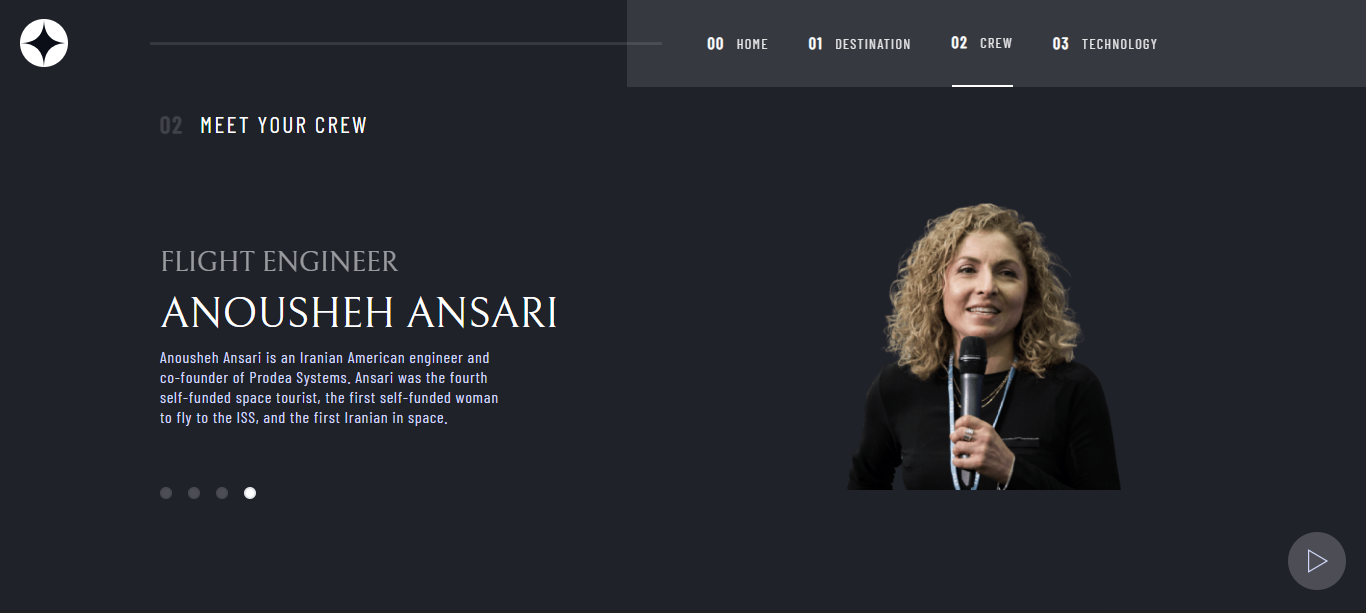 00 HOME 01 DESTINATION 02 CREW 03 TECHNOLOGY
02 MEET YOUR CREW
FLIGHT ENGINEER
ANOUSHEH ANSARI
Anousheh Ansari is an Iranian American engineer and
co-founder of Prodea Systems. Ansari was the fourth
self-funded space tourist, the first self-funded woman
to fly to the ISS, and the first Iranian in space.